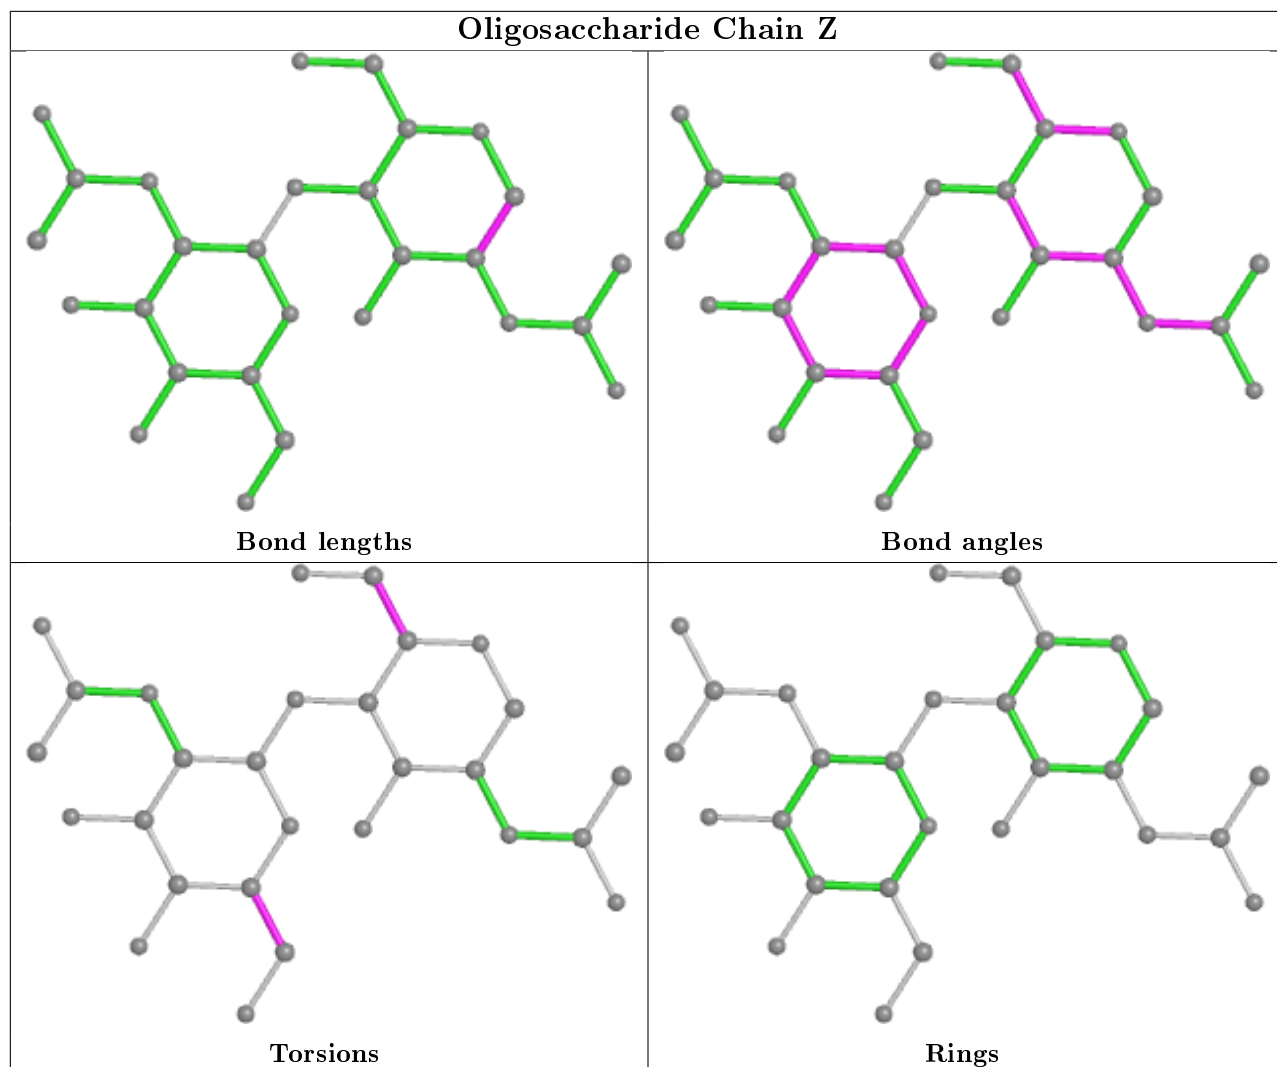 Oligosaccharide Chain Z
Bond lengths
Bond angles
Torsions
Rings